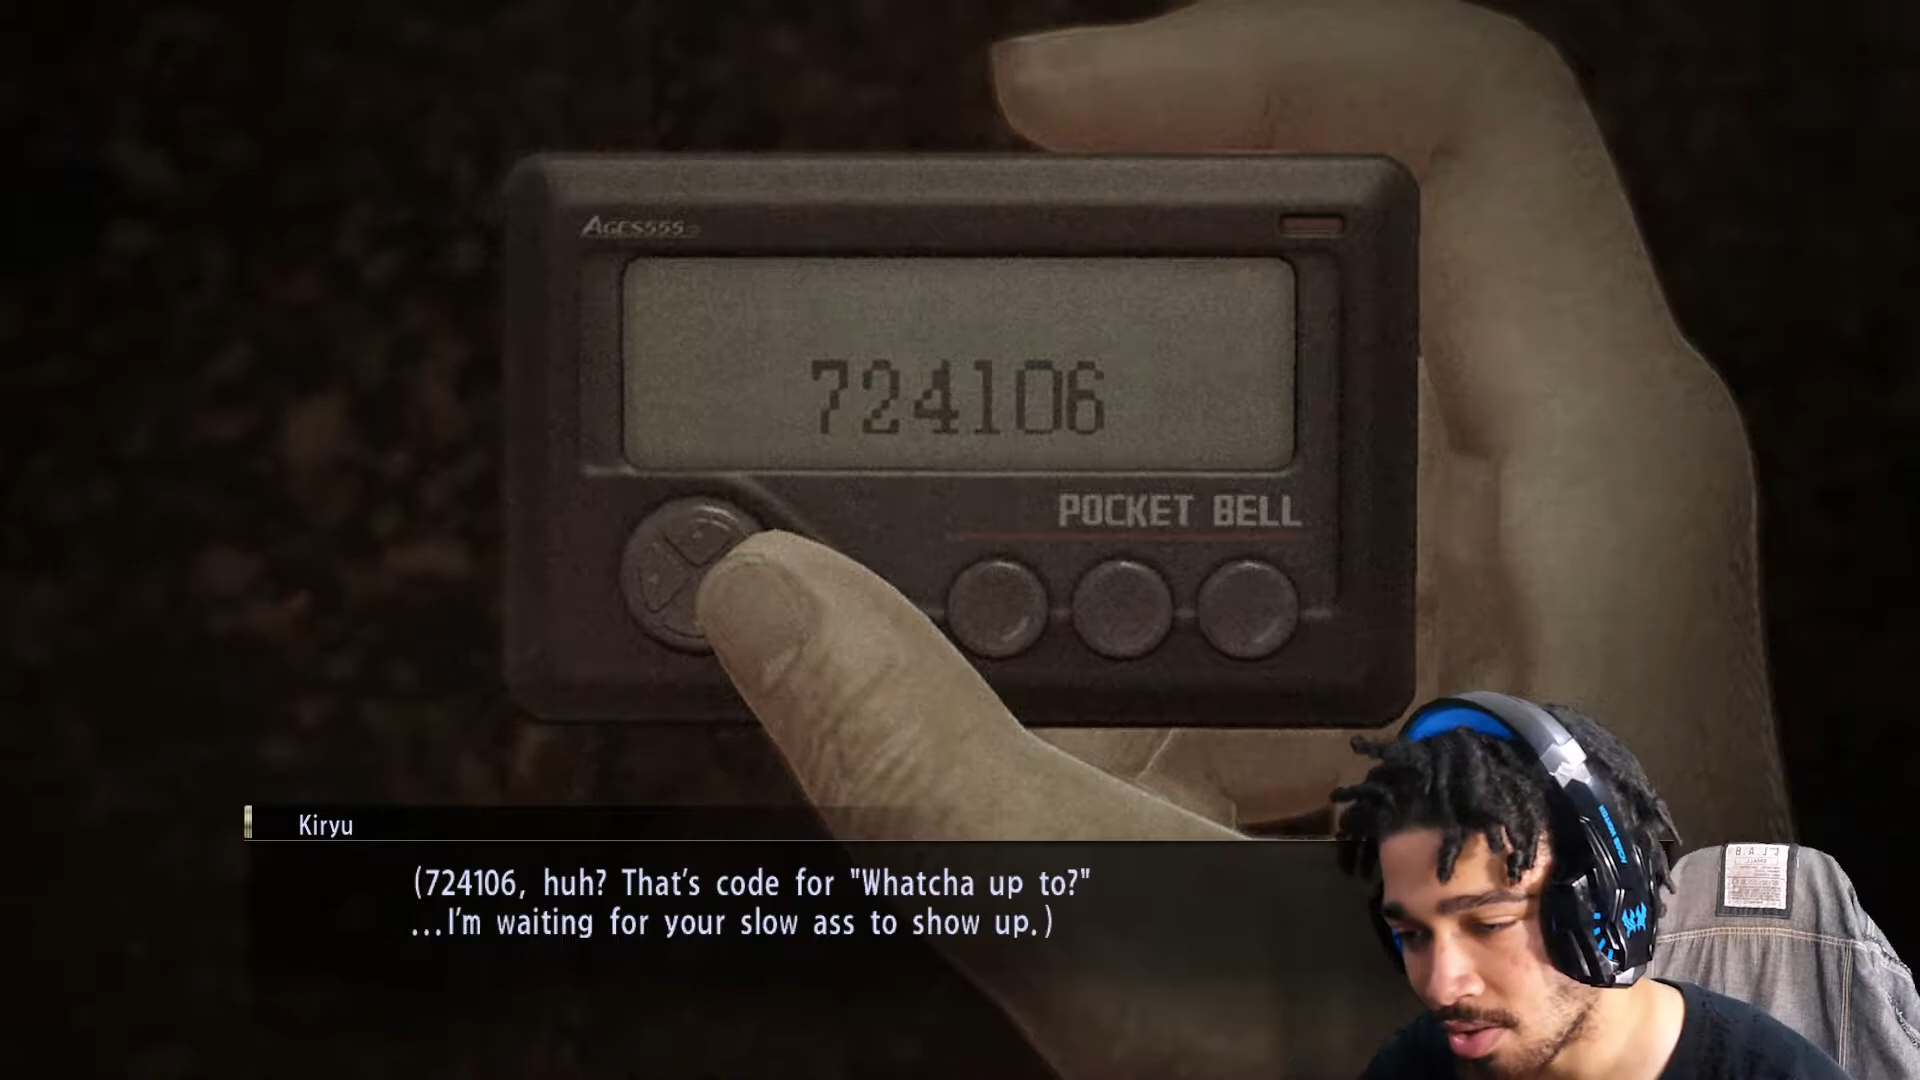 AGES555
724106
POCKET BELL
Kiryu
(724106, huh? That's code for "Whatcha up to?"
...I'm waiting for your slow ass to show up.)